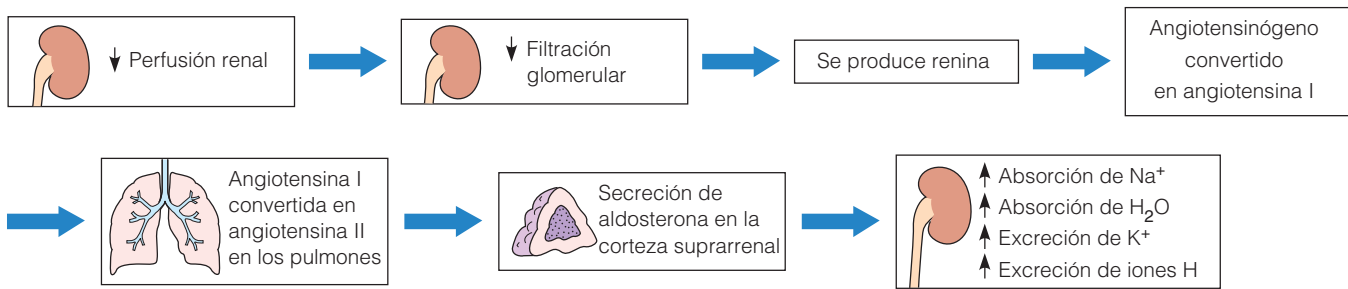 ↓ Perfusión renal
↓ Filtración
glomerular
Se produce renina
Angiotensinógeno
convertido
en angiotensina I
Angiotensina I
convertida en
angiotensina II
en los pulmones
Secreción de
aldosterona en la
corteza suprarrenal
↑ Absorción de Na⁺
↑ Absorción de H₂O
↑ Excreción de K⁺
↑ Excreción de iones H